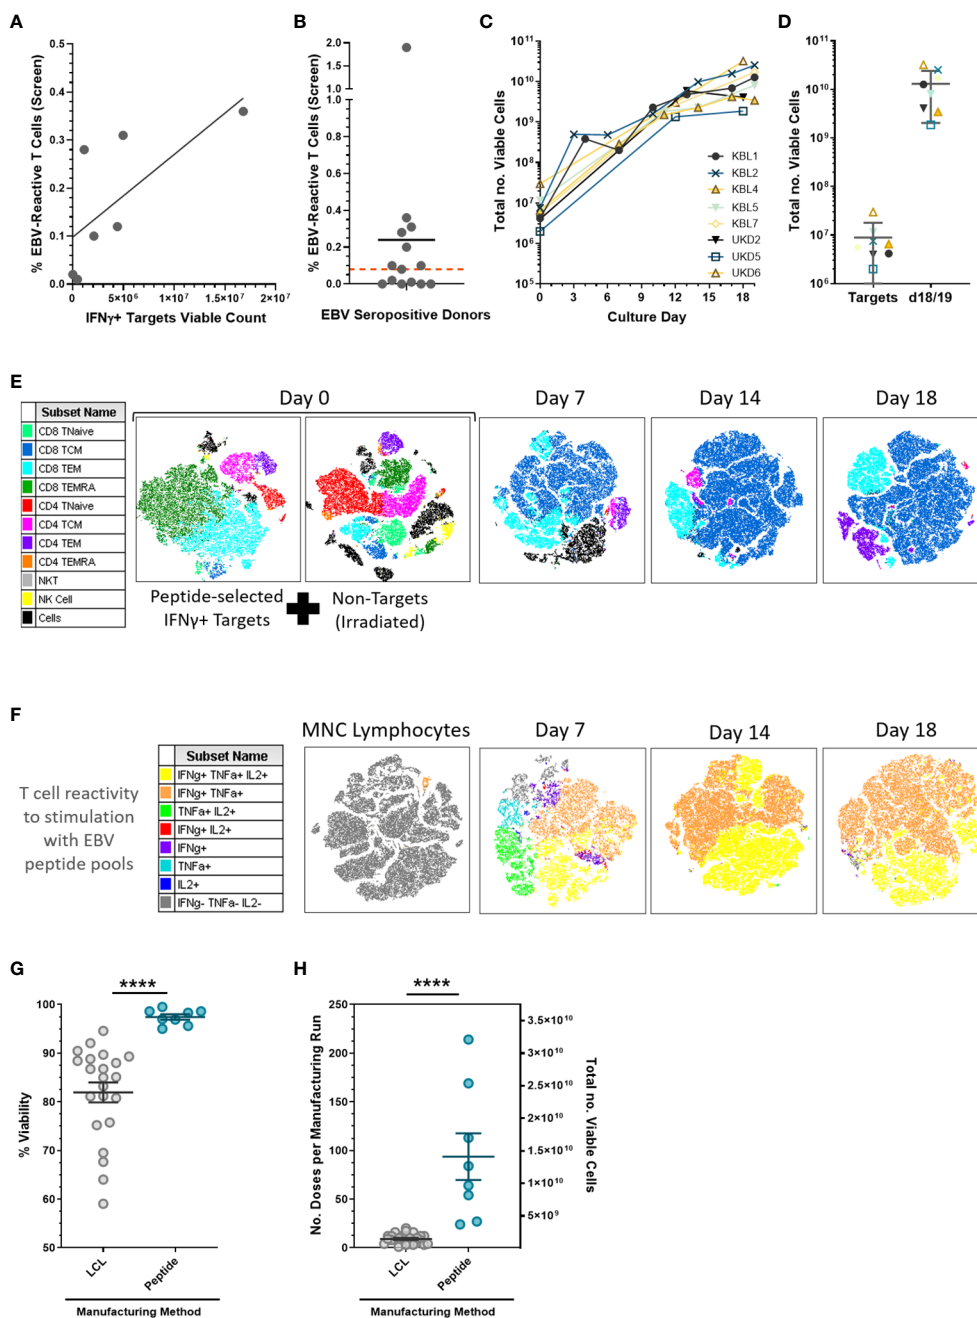 A
% EBV-Reactive T Cells (Screen)
0.5
0.4
0.3
0.2
0.1
0.0
0
5×10⁶
1×10⁷
1×10⁷
2×10⁷
IFNγ+ Targets Viable Count
B
% EBV-Reactive T Cells (Screen)
2.0
1.5
1.0
0.8
0.6
0.4
0.2
0.0
EBV Seropositive Donors
C
Total no. Viable Cells
10¹¹
10¹⁰
10⁹
10⁸
10⁷
10⁶
10⁵
0 3 6 9 12 15 18
Culture Day
KBL1
KBL2
KBL4
KBL5
KBL7
UKD2
UKD5
UKD6
D
Total no. Viable Cells
10¹¹
10¹⁰
10⁹
10⁸
10⁷
10⁶
Targets d18/19
E
Subset Name
CD8 TNaive
CD8 TCM
CD8 TEM
CD8 TEMRA
CD4 TNaive
CD4 TCM
CD4 TEM
CD4 TEMRA
NKT
NK Cell
Cells
Day 0
Day 7
Day 14
Day 18
Peptide-selected
IFNγ+ Targets
Non-Targets
(Irradiated)
F
T cell reactivity
to stimulation
with EBV
peptide pools
Subset Name
IFNg+ TNFa+ IL2+
IFNg+ TNFa+
TNFa+ IL2+
IFNg+ IL2+
IFNg+
TNFa+
IL2+
IFNg- TNFa- IL2-
MNC Lymphocytes
Day 7
Day 14
Day 18
G
% Viability
100
90
80
70
60
50
****
LCL
Peptide
Manufacturing Method
H
No. Doses per Manufacturing Run
250
200
150
100
50
0
****
3.5×10¹⁰
3×10¹⁰
2.5×10¹⁰
2×10¹⁰
1.5×10¹⁰
1×10¹⁰
5×10⁹
Total no. Viable Cells
LCL
Peptide
Manufacturing Method